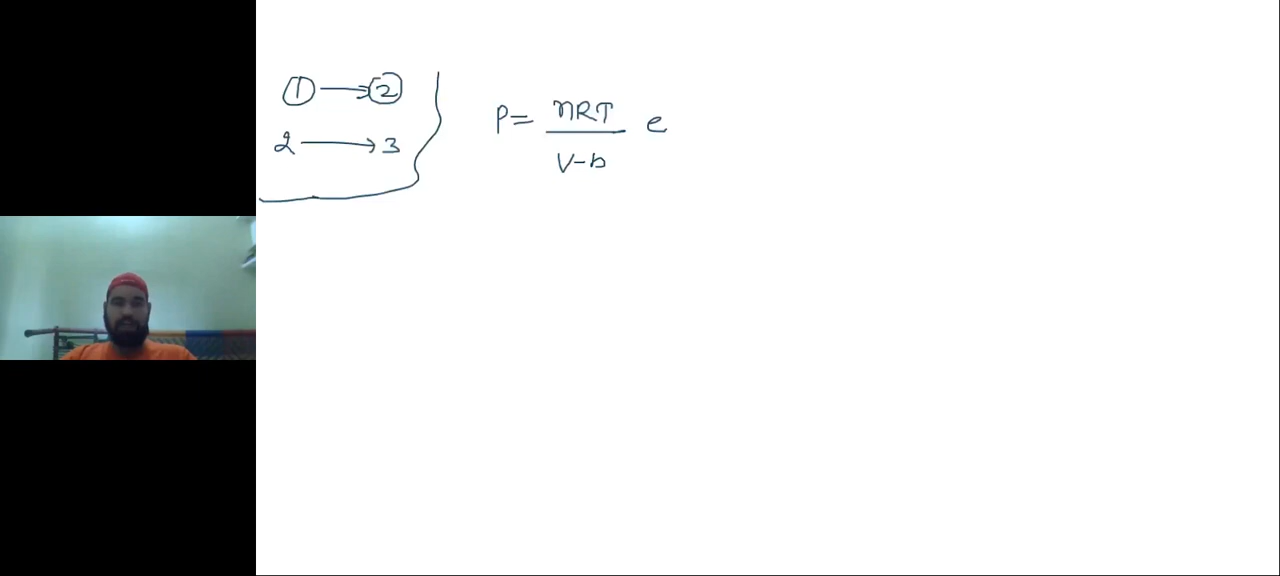 ① → ②
2 → 3
P = nRT / V-b e